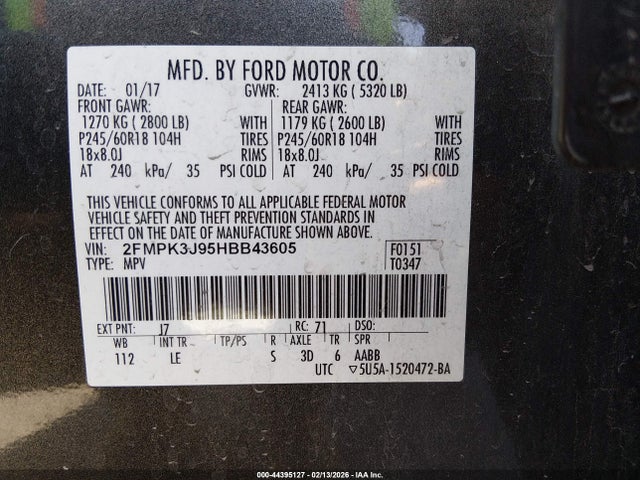 MFD. BY FORD MOTOR CO.
DATE: 01/17 GVWR: 2413 KG ( 5320 LB)
FRONT GAWR: REAR GAWR:
1270 KG ( 2800 LB) WITH 1179 KG ( 2600 LB) WITH
P245/60R18 104H TIRES P245/60R18 104H TIRES
18x8.0J RIMS 18x8.0J RIMS
AT 240 kPa/ 35 PSI COLD AT 240 kPa/ 35 PSI COLD
THIS VEHICLE CONFORMS TO ALL APPLICABLE FEDERAL MOTOR
VEHICLE SAFETY AND THEFT PREVENTION STANDARDS IN
EFFECT ON THE DATE OF MANUFACTURE SHOWN ABOVE.
VIN: 2FMPK3J95HBB43605 F0151
TYPE: MPV T0347
EXT PNT: J7 RC: 71 DSO:
WB INT TR TP/PS R AXLE TR SPR
112 LE S 3D 6 AABB
UTC ▽5U5A-1520472-BA
000-44395127 - 02/13/2026 - IAA Inc.